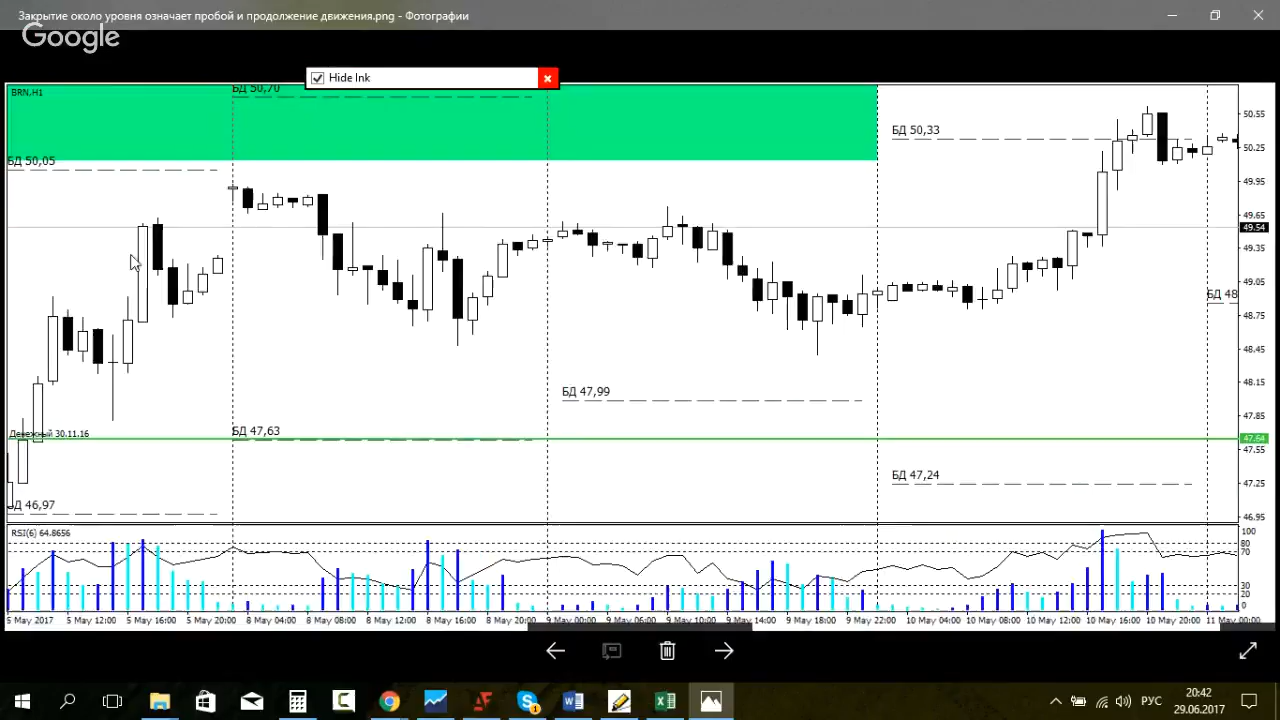 Закрытие около уровня означает пробой и продолжение движения.png - Фотографии
Google
Hide Ink
BRN,H1
БД 50,70
БД 50,05
БД 50,33
БД 48
БД 47,99
Денежный 30.11.16
БД 47,63
БД 47,24
БД 46,97
50.55
50.25
49.95
49.65
49.54
49.35
49.05
48.75
48.45
48.15
47.85
47.64
47.55
47.25
46.95
RSI(6) 64.8656
100
80
70
30
20
0
5 May 2017
5 May 12:00
5 May 16:00
5 May 20:00
8 May 04:00
8 May 08:00
8 May 12:00
8 May 16:00
8 May 20:00
9 May 00:00
9 May 06:00
9 May 14:00
9 May 18:00
9 May 22:00
10 May 04:00
10 May 08:00
10 May 12:00
10 May 16:00
10 May 20:00
11 May 00:00
РУС
20:42
29.06.2017